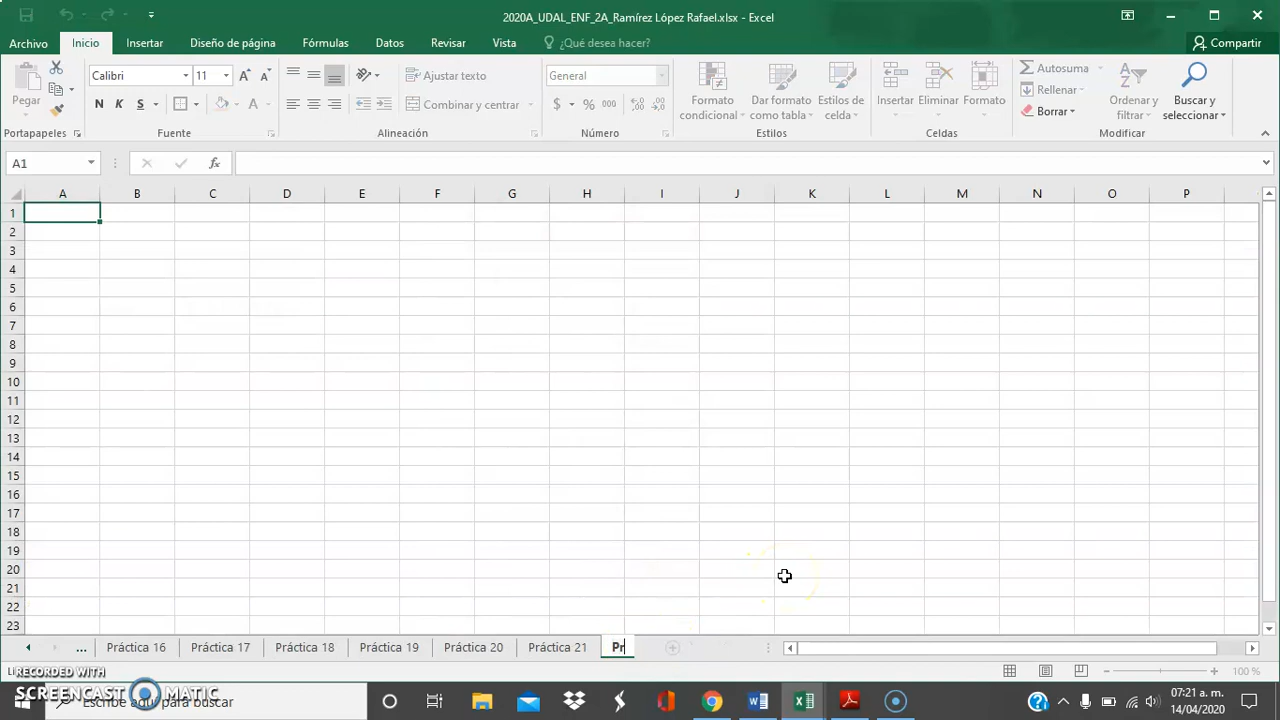 2020A_UDAL_ENF_2A_Ramírez López Rafael.xlsx - Excel
Archivo Inicio Insertar Diseño de página Fórmulas Datos Revisar Vista ¿Qué desea hacer? Compartir
Calibri 11 Ajustar texto General Autosuma
Pegar Formato condicional Dar formato como tabla Estilos de celda Insertar Eliminar Formato Rellenar Ordenar y filtrar Buscar y seleccionar
N K S Combinar y centrar $ % 000 Borrar
Portapapeles Fuente Alineación Número Estilos Celdas Modificar
A1 fx
A B C D E F G H I J K L M N O P
1
2
3
4
5
6
7
8
9
10
11
12
13
14
15
16
17
18
19
20
21
22
23
... Práctica 16 Práctica 17 Práctica 18 Práctica 19 Práctica 20 Práctica 21 Pr
100 %
RECORDED WITH
SCREENCAST MATIC
Escribe aquí para buscar
07:21 a. m.
14/04/2020